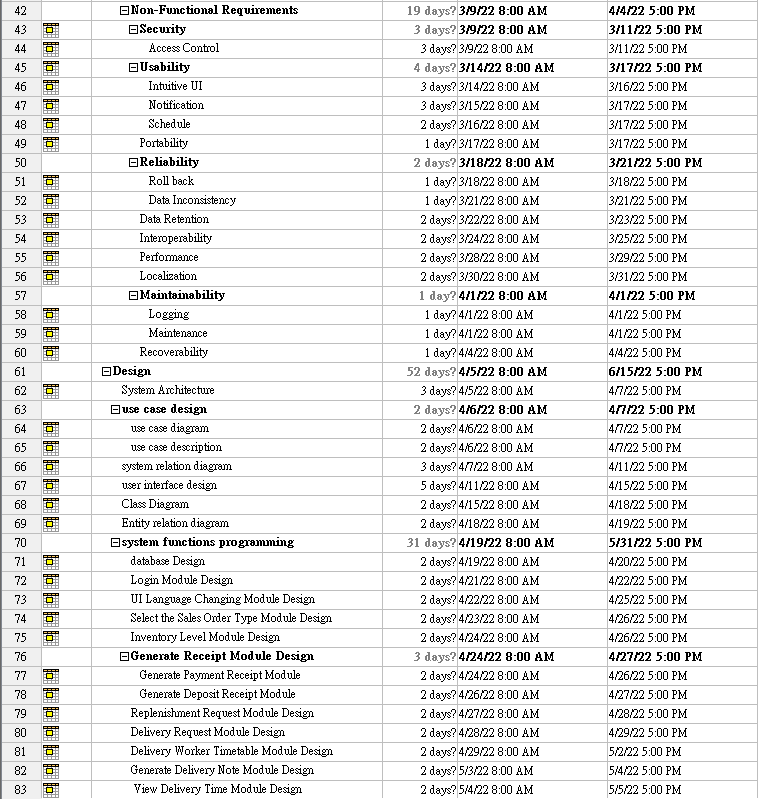 42 Non-Functional Requirements 19 days? 3/9/22 8:00 AM 4/4/22 5:00 PM
43 Security 3 days? 3/9/22 8:00 AM 3/11/22 5:00 PM
44 Access Control 3 days? 3/9/22 8:00 AM 3/11/22 5:00 PM
45 Usability 4 days? 3/14/22 8:00 AM 3/17/22 5:00 PM
46 Intuitive UI 3 days? 3/14/22 8:00 AM 3/16/22 5:00 PM
47 Notification 3 days? 3/15/22 8:00 AM 3/17/22 5:00 PM
48 Schedule 2 days? 3/16/22 8:00 AM 3/17/22 5:00 PM
49 Portability 1 day? 3/17/22 8:00 AM 3/17/22 5:00 PM
50 Reliability 2 days? 3/18/22 8:00 AM 3/21/22 5:00 PM
51 Roll back 1 day? 3/18/22 8:00 AM 3/18/22 5:00 PM
52 Data Inconsistency 1 day? 3/21/22 8:00 AM 3/21/22 5:00 PM
53 Data Retention 2 days? 3/22/22 8:00 AM 3/23/22 5:00 PM
54 Interoperability 2 days? 3/24/22 8:00 AM 3/25/22 5:00 PM
55 Performance 2 days? 3/28/22 8:00 AM 3/29/22 5:00 PM
56 Localization 2 days? 3/30/22 8:00 AM 3/31/22 5:00 PM
57 Maintainability 1 day? 4/1/22 8:00 AM 4/1/22 5:00 PM
58 Logging 1 day? 4/1/22 8:00 AM 4/1/22 5:00 PM
59 Maintenance 1 day? 4/1/22 8:00 AM 4/1/22 5:00 PM
60 Recoverability 1 day? 4/4/22 8:00 AM 4/4/22 5:00 PM
61 Design 52 days? 4/5/22 8:00 AM 6/15/22 5:00 PM
62 System Architecture 3 days? 4/5/22 8:00 AM 4/7/22 5:00 PM
63 use case design 2 days? 4/6/22 8:00 AM 4/7/22 5:00 PM
64 use case diagram 2 days? 4/6/22 8:00 AM 4/7/22 5:00 PM
65 use case description 2 days? 4/6/22 8:00 AM 4/7/22 5:00 PM
66 system relation diagram 3 days? 4/7/22 8:00 AM 4/11/22 5:00 PM
67 user interface design 5 days? 4/11/22 8:00 AM 4/15/22 5:00 PM
68 Class Diagram 2 days? 4/15/22 8:00 AM 4/18/22 5:00 PM
69 Entity relation diagram 2 days? 4/18/22 8:00 AM 4/19/22 5:00 PM
70 system functions programming 31 days? 4/19/22 8:00 AM 5/31/22 5:00 PM
71 database Design 2 days? 4/19/22 8:00 AM 4/20/22 5:00 PM
72 Login Module Design 2 days? 4/21/22 8:00 AM 4/22/22 5:00 PM
73 UI Language Changing Module Design 2 days? 4/22/22 8:00 AM 4/25/22 5:00 PM
74 Select the Sales Order Type Module Design 2 days? 4/23/22 8:00 AM 4/26/22 5:00 PM
75 Inventory Level Module Design 2 days? 4/24/22 8:00 AM 4/26/22 5:00 PM
76 Generate Receipt Module Design 3 days? 4/24/22 8:00 AM 4/27/22 5:00 PM
77 Generate Payment Receipt Module 2 days? 4/24/22 8:00 AM 4/26/22 5:00 PM
78 Generate Deposit Receipt Module 2 days? 4/26/22 8:00 AM 4/27/22 5:00 PM
79 Replenishment Request Module Design 2 days? 4/27/22 8:00 AM 4/28/22 5:00 PM
80 Delivery Request Module Design 2 days? 4/28/22 8:00 AM 4/29/22 5:00 PM
81 Delivery Worker Timetable Module Design 2 days? 4/29/22 8:00 AM 5/2/22 5:00 PM
82 Generate Delivery Note Module Design 2 days? 5/3/22 8:00 AM 5/4/22 5:00 PM
83 View Delivery Time Module Design 2 days? 5/4/22 8:00 AM 5/5/22 5:00 PM